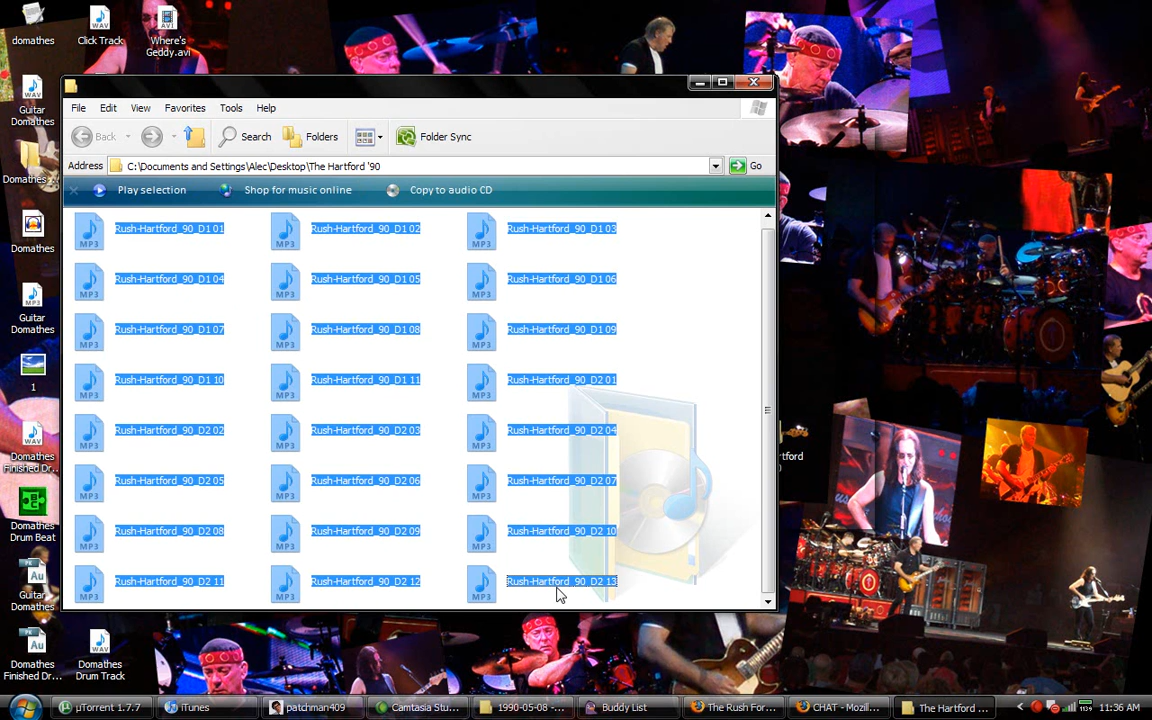 domathes
Click Track
Where's
Geddy.avi
Guitar
Domathes
Domathes...
Domathes
Guitar
Domathes
1
Domathes
Finished Dr...
Domathes
Drum Beat
Guitar
Domathes
Domathes
Finished Dr...
Domathes
Drum Track
File Edit View Favorites Tools Help
Back Search Folders Folder Sync
Address C:\Documents and Settings\Alec\Desktop\The Hartford '90 Go
Play selection Shop for music online Copy to audio CD
Rush-Hartford_90_D1 01 Rush-Hartford_90_D1 02 Rush-Hartford_90_D1 03
Rush-Hartford_90_D1 04 Rush-Hartford_90_D1 05 Rush-Hartford_90_D1 06
Rush-Hartford_90_D1 07 Rush-Hartford_90_D1 08 Rush-Hartford_90_D1 09
Rush-Hartford_90_D1 10 Rush-Hartford_90_D1 11 Rush-Hartford_90_D2 01
Rush-Hartford_90_D2 02 Rush-Hartford_90_D2 03 Rush-Hartford_90_D2 04
Rush-Hartford_90_D2 05 Rush-Hartford_90_D2 06 Rush-Hartford_90_D2 07
Rush-Hartford_90_D2 08 Rush-Hartford_90_D2 09 Rush-Hartford_90_D2 10
Rush-Hartford_90_D2 11 Rush-Hartford_90_D2 12 Rush-Hartford_90_D2 13
µTorrent 1.7.7 iTunes patchman409 Camtasia Stu... 1990-05-08 -... Buddy List The Rush For... CHAT - Mozil... The Hartford ... 11:36 AM